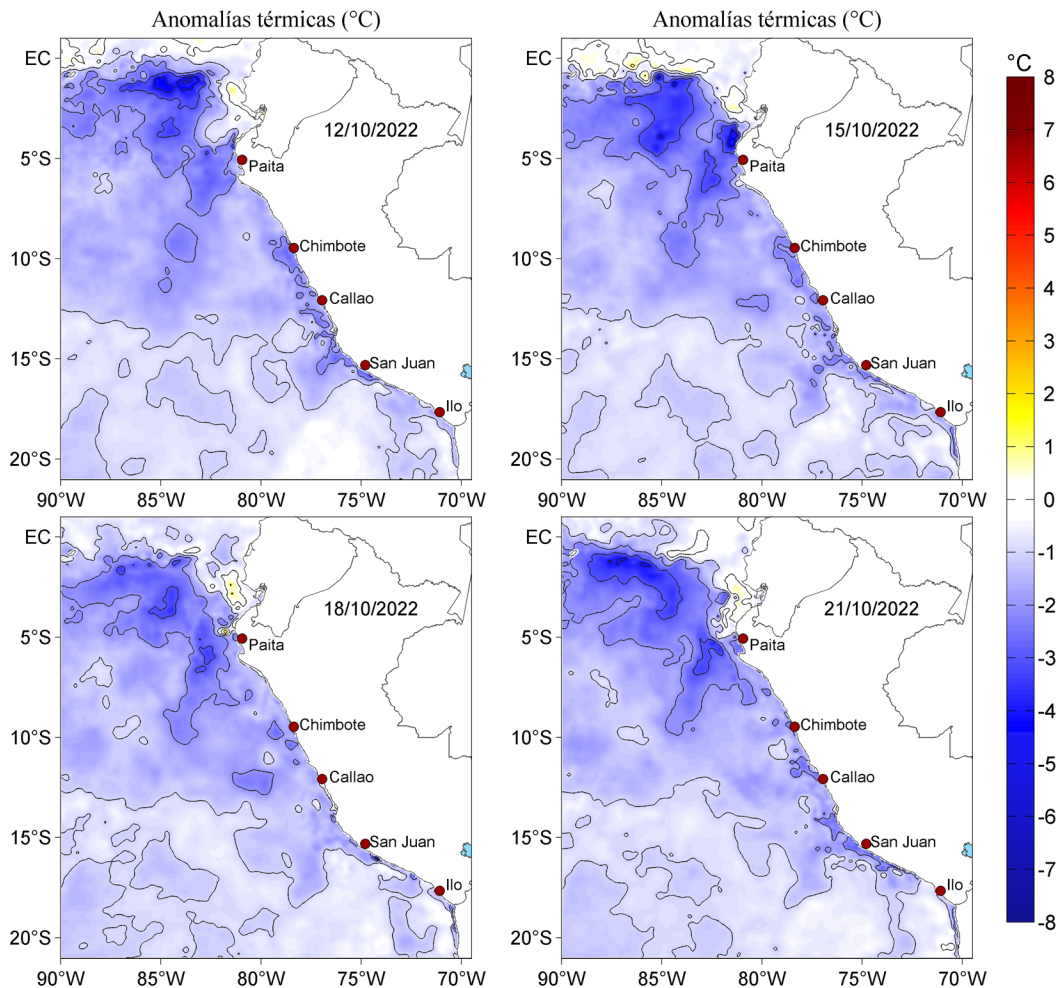 Anomalías térmicas (°C)
Anomalías térmicas (°C)
EC
5°S
10°S
15°S
20°S
12/10/2022
Paita
Chimbote
Callao
San Juan
Ilo
90°W
85°W
80°W
75°W
70°W
EC
5°S
10°S
15°S
20°S
15/10/2022
Paita
Chimbote
Callao
San Juan
Ilo
90°W
85°W
80°W
75°W
70°W
EC
5°S
10°S
15°S
20°S
18/10/2022
Paita
Chimbote
Callao
San Juan
Ilo
90°W
85°W
80°W
75°W
70°W
EC
5°S
10°S
15°S
20°S
21/10/2022
Paita
Chimbote
Callao
San Juan
Ilo
90°W
85°W
80°W
75°W
70°W
°C
8
7
6
5
4
3
2
1
0
-1
-2
-3
-4
-5
-6
-7
-8